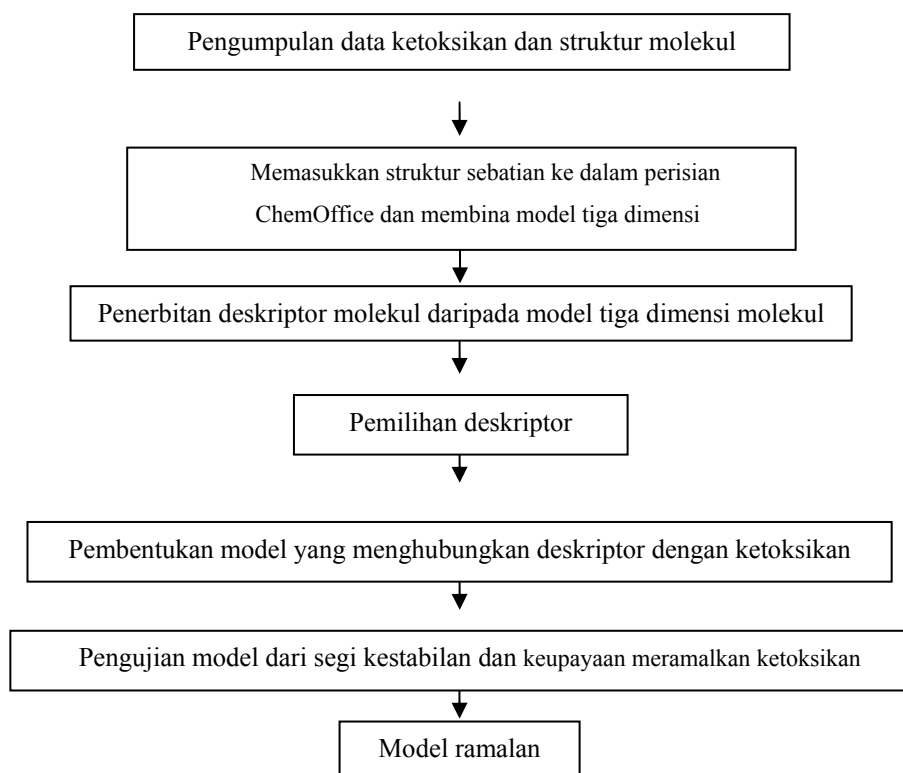 Pengumpulan data ketoksikan dan struktur molekul
Memasukkan struktur sebatian ke dalam perisian
ChemOffice dan membina model tiga dimensi
Penerbitan deskriptor molekul daripada model tiga dimensi molekul
Pemilihan deskriptor
Pembentukan model yang menghubungkan deskriptor dengan ketoksikan
Pengujian model dari segi kestabilan dan keupayaan meramalkan ketoksikan
Model ramalan